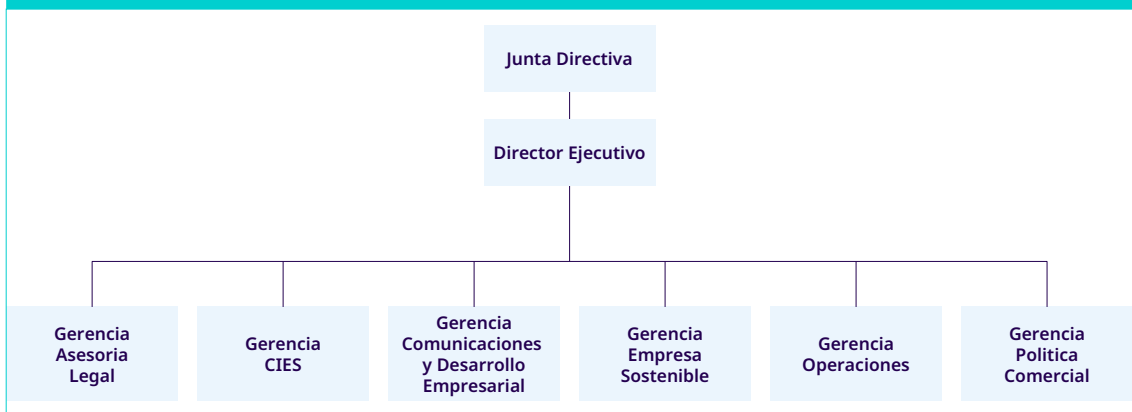 Junta Directiva
Director Ejecutivo
Gerencia
Asesoria
Legal
Gerencia
CIES
Gerencia
Comunicaciones
y Desarrollo
Empresarial
Gerencia
Empresa
Sostenible
Gerencia
Operaciones
Gerencia
Politica
Comercial